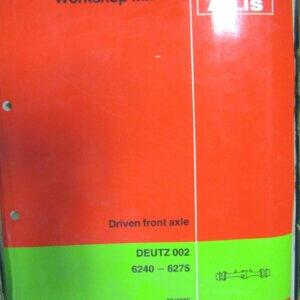 Workshop
Driven front axle
DEUTZ 002
6240 – 6275